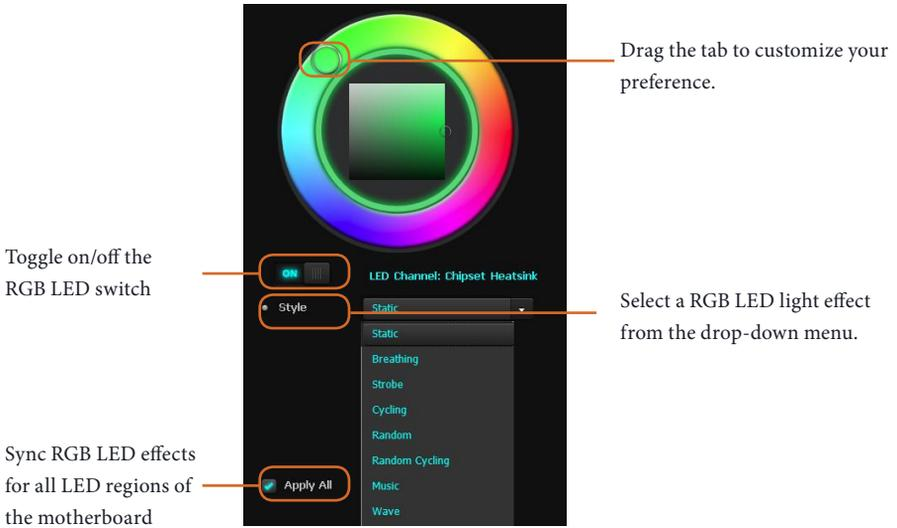 Drag the tab to customize your
preference.
Toggle on/off the
RGB LED switch
ON
LED Channel: Chipset Heatsink
Style
Static
Select a RGB LED light effect
from the drop-down menu.
Static
Breathing
Strobe
Cycling
Random
Random Cycling
Music
Wave
Sync RGB LED effects
for all LED regions of
the motherboard
Apply All